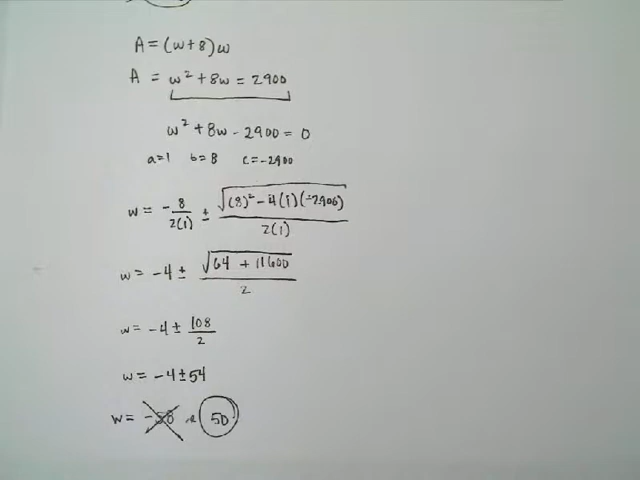 A = (w + 8) w
A = w² + 8w = 2900
w² + 8w - 2900 = 0
a = 1 b = 8 c = -2900
w = - 8/2(1) ± √((8)² - 4(1)(-2900))/2(1)
w = -4 ± √(64 + 11600)/2
w = -4 ± 108/2
w = -4 ± 54
w = -58 or 50